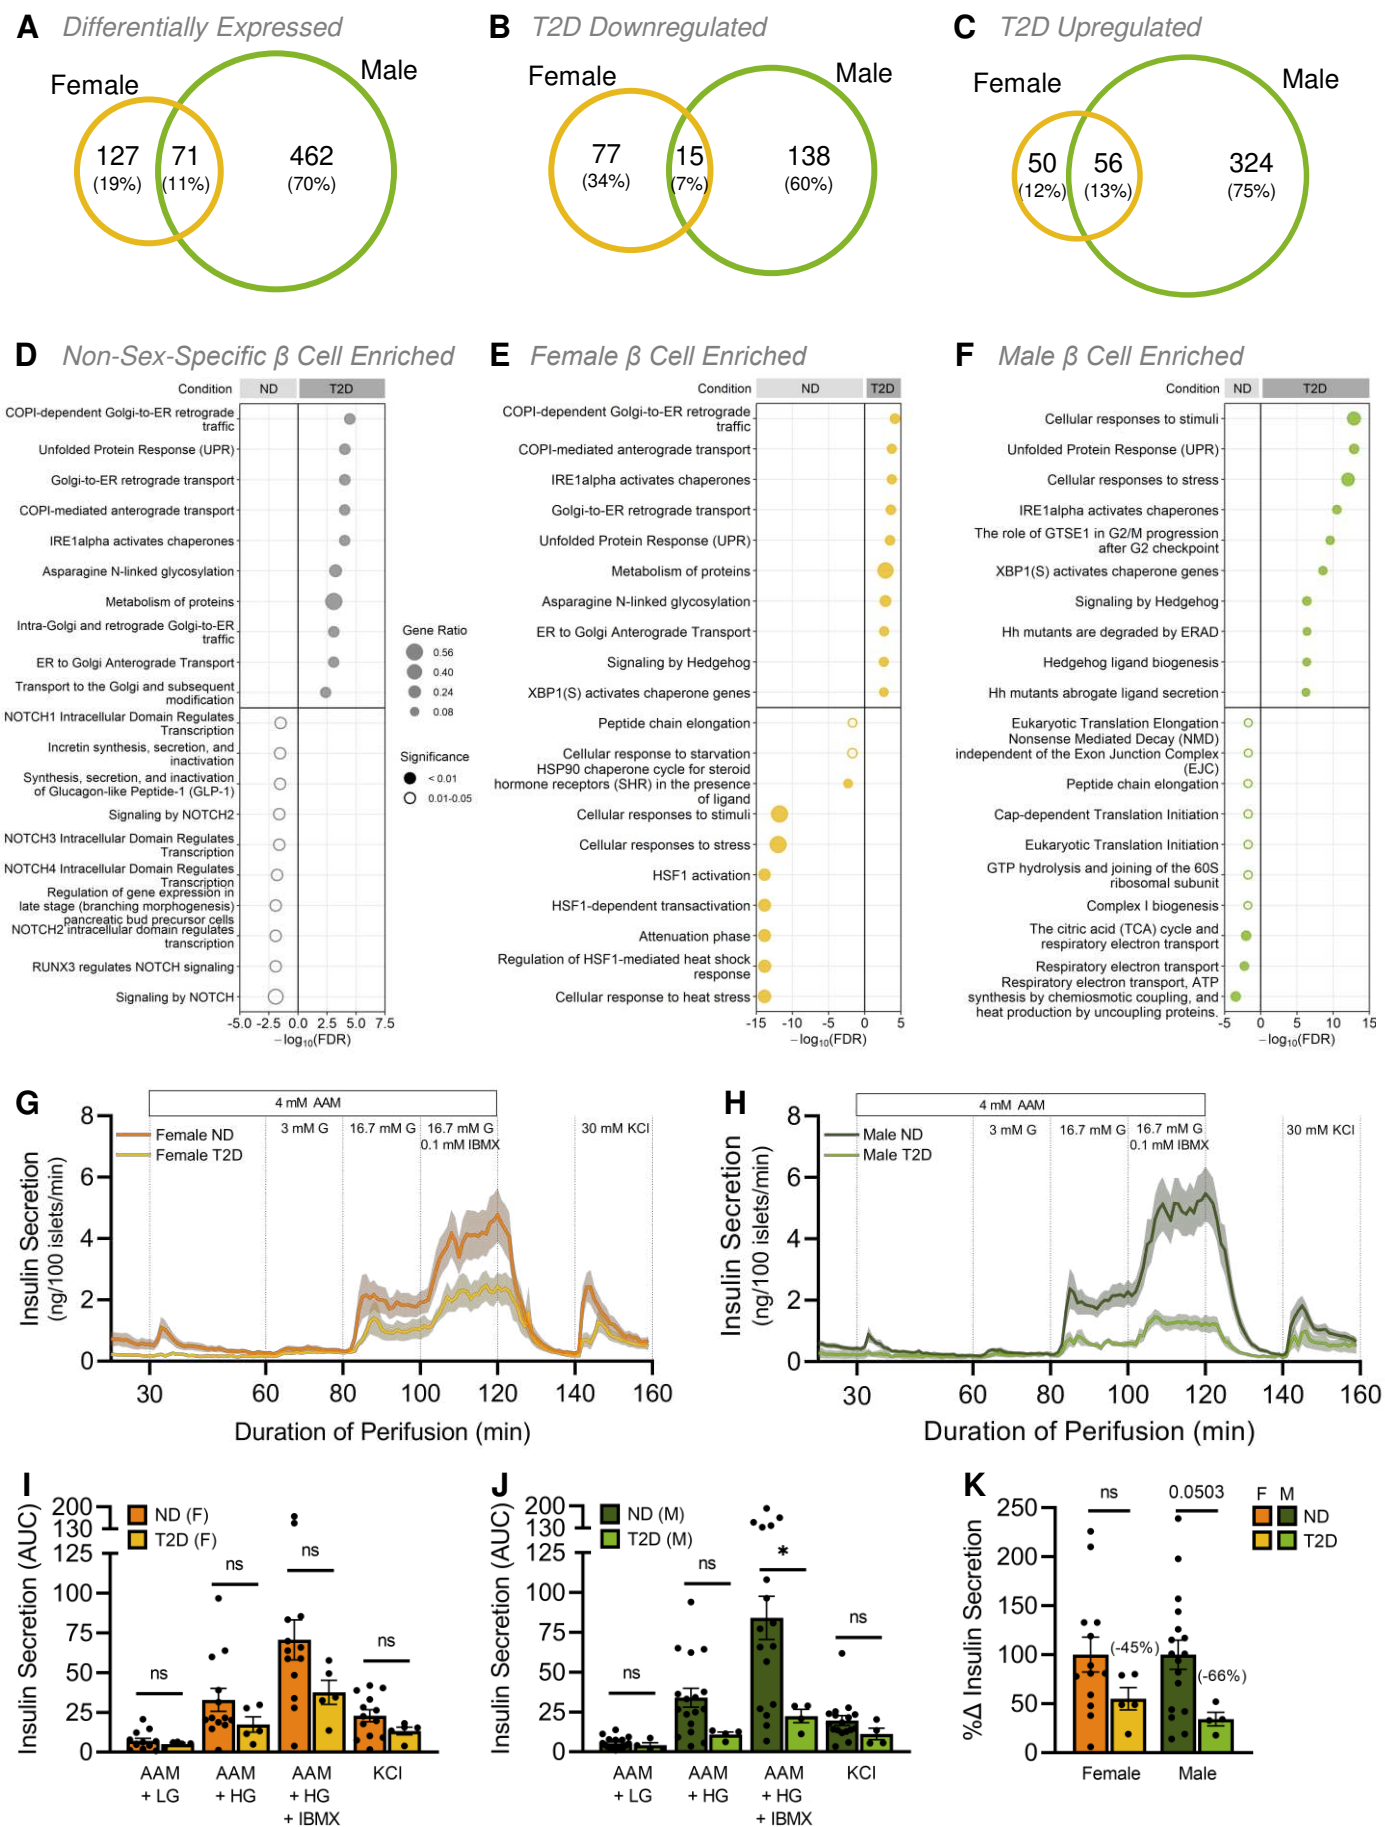 A Differentially Expressed
Female
Male
127
(19%)
71
(11%)
462
(70%)
B T2D Downregulated
Female
Male
77
(34%)
15
(7%)
138
(60%)
C T2D Upregulated
Female
Male
50
(12%)
56
(13%)
324
(75%)
D Non-Sex-Specific β Cell Enriched
Condition ND T2D
COPI-dependent Golgi-to-ER retrograde
traffic
Unfolded Protein Response (UPR)
Golgi-to-ER retrograde transport
COPI-mediated anterograde transport
IRE1alpha activates chaperones
Asparagine N-linked glycosylation
Metabolism of proteins
Intra-Golgi and retrograde Golgi-to-ER
traffic
ER to Golgi Anterograde Transport
Transport to the Golgi and subsequent
modification
NOTCH1 Intracellular Domain Regulates
Transcription
Incretin synthesis, secretion, and
inactivation
Synthesis, secretion, and inactivation
of Glucagon-like Peptide-1 (GLP-1)
Signaling by NOTCH2
NOTCH3 Intracellular Domain Regulates
Transcription
NOTCH4 Intracellular Domain Regulates
Transcription
Regulation of gene expression in
late stage (branching morphogenesis)
pancreatic bud precursor cells
NOTCH2 intracellular domain regulates
transcription
RUNX3 regulates NOTCH signaling
Signaling by NOTCH
-5.0 -2.5 0.0 2.5 5.0 7.5
−log10(FDR)
Gene Ratio
0.56
0.40
0.24
0.08
Significance
< 0.01
0.01-0.05
E Female β Cell Enriched
Condition ND T2D
COPI-dependent Golgi-to-ER retrograde
traffic
COPI-mediated anterograde transport
IRE1alpha activates chaperones
Golgi-to-ER retrograde transport
Unfolded Protein Response (UPR)
Metabolism of proteins
Asparagine N-linked glycosylation
ER to Golgi Anterograde Transport
Signaling by Hedgehog
XBP1(S) activates chaperone genes
Peptide chain elongation
Cellular response to starvation
HSP90 chaperone cycle for steroid
hormone receptors (SHR) in the presence
of ligand
Cellular responses to stimuli
Cellular responses to stress
HSF1 activation
HSF1-dependent transactivation
Attenuation phase
Regulation of HSF1-mediated heat shock
response
Cellular response to heat stress
-15 -10 -5 0 5
−log10(FDR)
F Male β Cell Enriched
Condition ND T2D
Cellular responses to stimuli
Unfolded Protein Response (UPR)
Cellular responses to stress
IRE1alpha activates chaperones
The role of GTSE1 in G2/M progression
after G2 checkpoint
XBP1(S) activates chaperone genes
Signaling by Hedgehog
Hh mutants are degraded by ERAD
Hedgehog ligand biogenesis
Hh mutants abrogate ligand secretion
Eukaryotic Translation Elongation
Nonsense Mediated Decay (NMD)
independent of the Exon Junction Complex
(EJC)
Peptide chain elongation
Cap-dependent Translation Initiation
Eukaryotic Translation Initiation
GTP hydrolysis and joining of the 60S
ribosomal subunit
Complex I biogenesis
The citric acid (TCA) cycle and
respiratory electron transport
Respiratory electron transport
Respiratory electron transport, ATP
synthesis by chemiosmotic coupling, and
heat production by uncoupling proteins.
-5 0 5 10 15
−log10(FDR)
G
4 mM AAM
3 mM G 16.7 mM G 16.7 mM G 30 mM KCl
0.1 mM IBMX
Female ND
Female T2D
8
6
4
2
0
Insulin Secretion
(ng/100 islets/min)
30 60 80 100 120 140 160
Duration of Perifusion (min)
H
4 mM AAM
3 mM G 16.7 mM G 16.7 mM G 30 mM KCl
0.1 mM IBMX
Male ND
Male T2D
8
6
4
2
0
Insulin Secretion
(ng/100 islets/min)
30 60 80 100 120 140 160
Duration of Perifusion (min)
I
Insulin Secretion (AUC)
200
130
125
100
75
50
25
0
ND (F)
T2D (F)
ns ns ns ns
AAM AAM AAM KCl
+ LG + HG + HG
+ IBMX
J
Insulin Secretion (AUC)
200
130
125
100
75
50
25
0
ND (M)
T2D (M)
ns ns * ns
AAM AAM AAM KCl
+ LG + HG + HG
+ IBMX
K
%Δ Insulin Secretion
250
200
150
100
50
0
ns 0.0503
(-45%)
(-66%)
Female Male
F M
ND
T2D